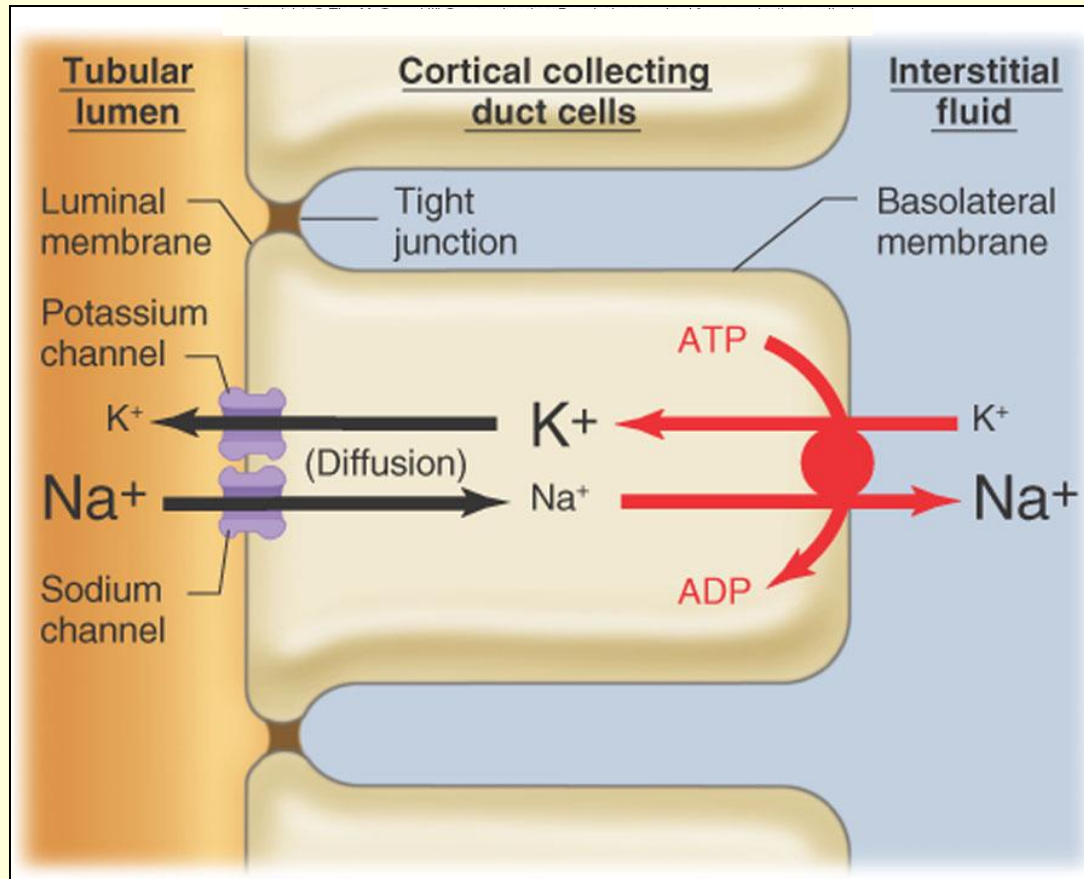 Tubular
lumen
Cortical collecting
duct cells
Interstitial
fluid
Luminal
membrane
Tight
junction
Basolateral
membrane
Potassium
channel
ATP
K+
K+
K+
(Diffusion)
Na+
Na+
Na+
Sodium
channel
ADP